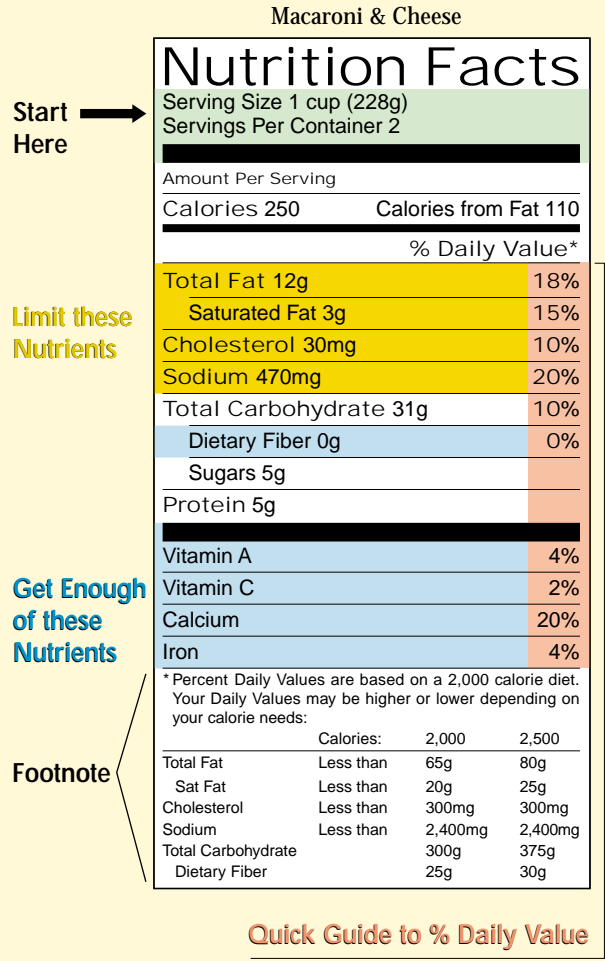 Macaroni & Cheese
Nutrition Facts
Start
Here
Serving Size 1 cup (228g)
Servings Per Container 2
Amount Per Serving
Calories 250 Calories from Fat 110
% Daily Value*
Limit these
Nutrients
Total Fat 12g 18%
Saturated Fat 3g 15%
Cholesterol 30mg 10%
Sodium 470mg 20%
Total Carbohydrate 31g 10%
Dietary Fiber 0g 0%
Sugars 5g
Protein 5g
Get Enough
of these
Nutrients
Vitamin A 4%
Vitamin C 2%
Calcium 20%
Iron 4%
Footnote
* Percent Daily Values are based on a 2,000 calorie diet.
Your Daily Values may be higher or lower depending on
your calorie needs:
Calories: 2,000 2,500
Total Fat Less than 65g 80g
Sat Fat Less than 20g 25g
Cholesterol Less than 300mg 300mg
Sodium Less than 2,400mg 2,400mg
Total Carbohydrate 300g 375g
Dietary Fiber 25g 30g
Quick Guide to % Daily Value